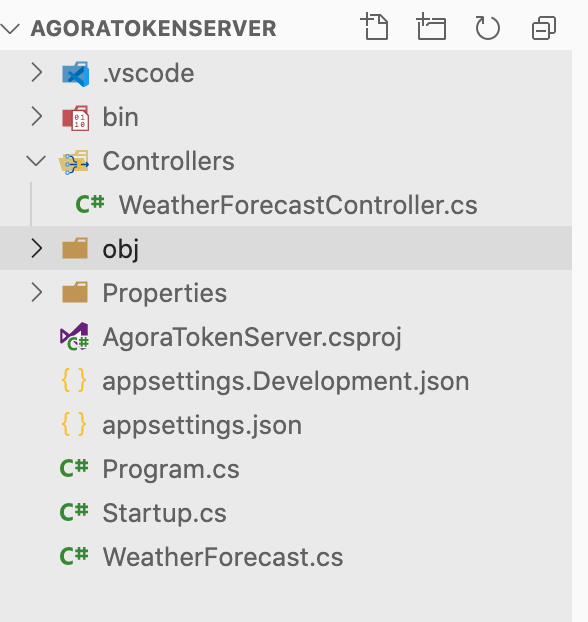 AGORATOKENSERVER
.vscode
bin
Controllers
C# WeatherForecastController.cs
obj
Properties
AgoraTokenServer.csproj
{ } appsettings.Development.json
{ } appsettings.json
C# Program.cs
C# Startup.cs
C# WeatherForecast.cs